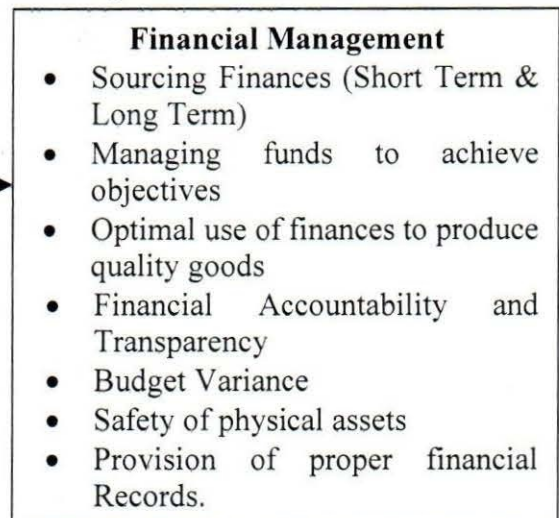 Financial Management
• Sourcing Finances (Short Term &
Long Term)
• Managing funds to achieve
objectives
• Optimal use of finances to produce
quality goods
• Financial Accountability and
Transparency
• Budget Variance
• Safety of physical assets
• Provision of proper financial
Records.